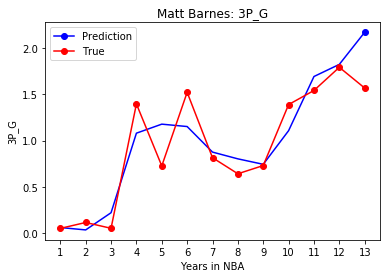 Matt Barnes: 3P_G
Prediction
True
3P_G
2.0
1.5
1.0
0.5
0.0
1 2 3 4 5 6 7 8 9 10 11 12 13
Years in NBA